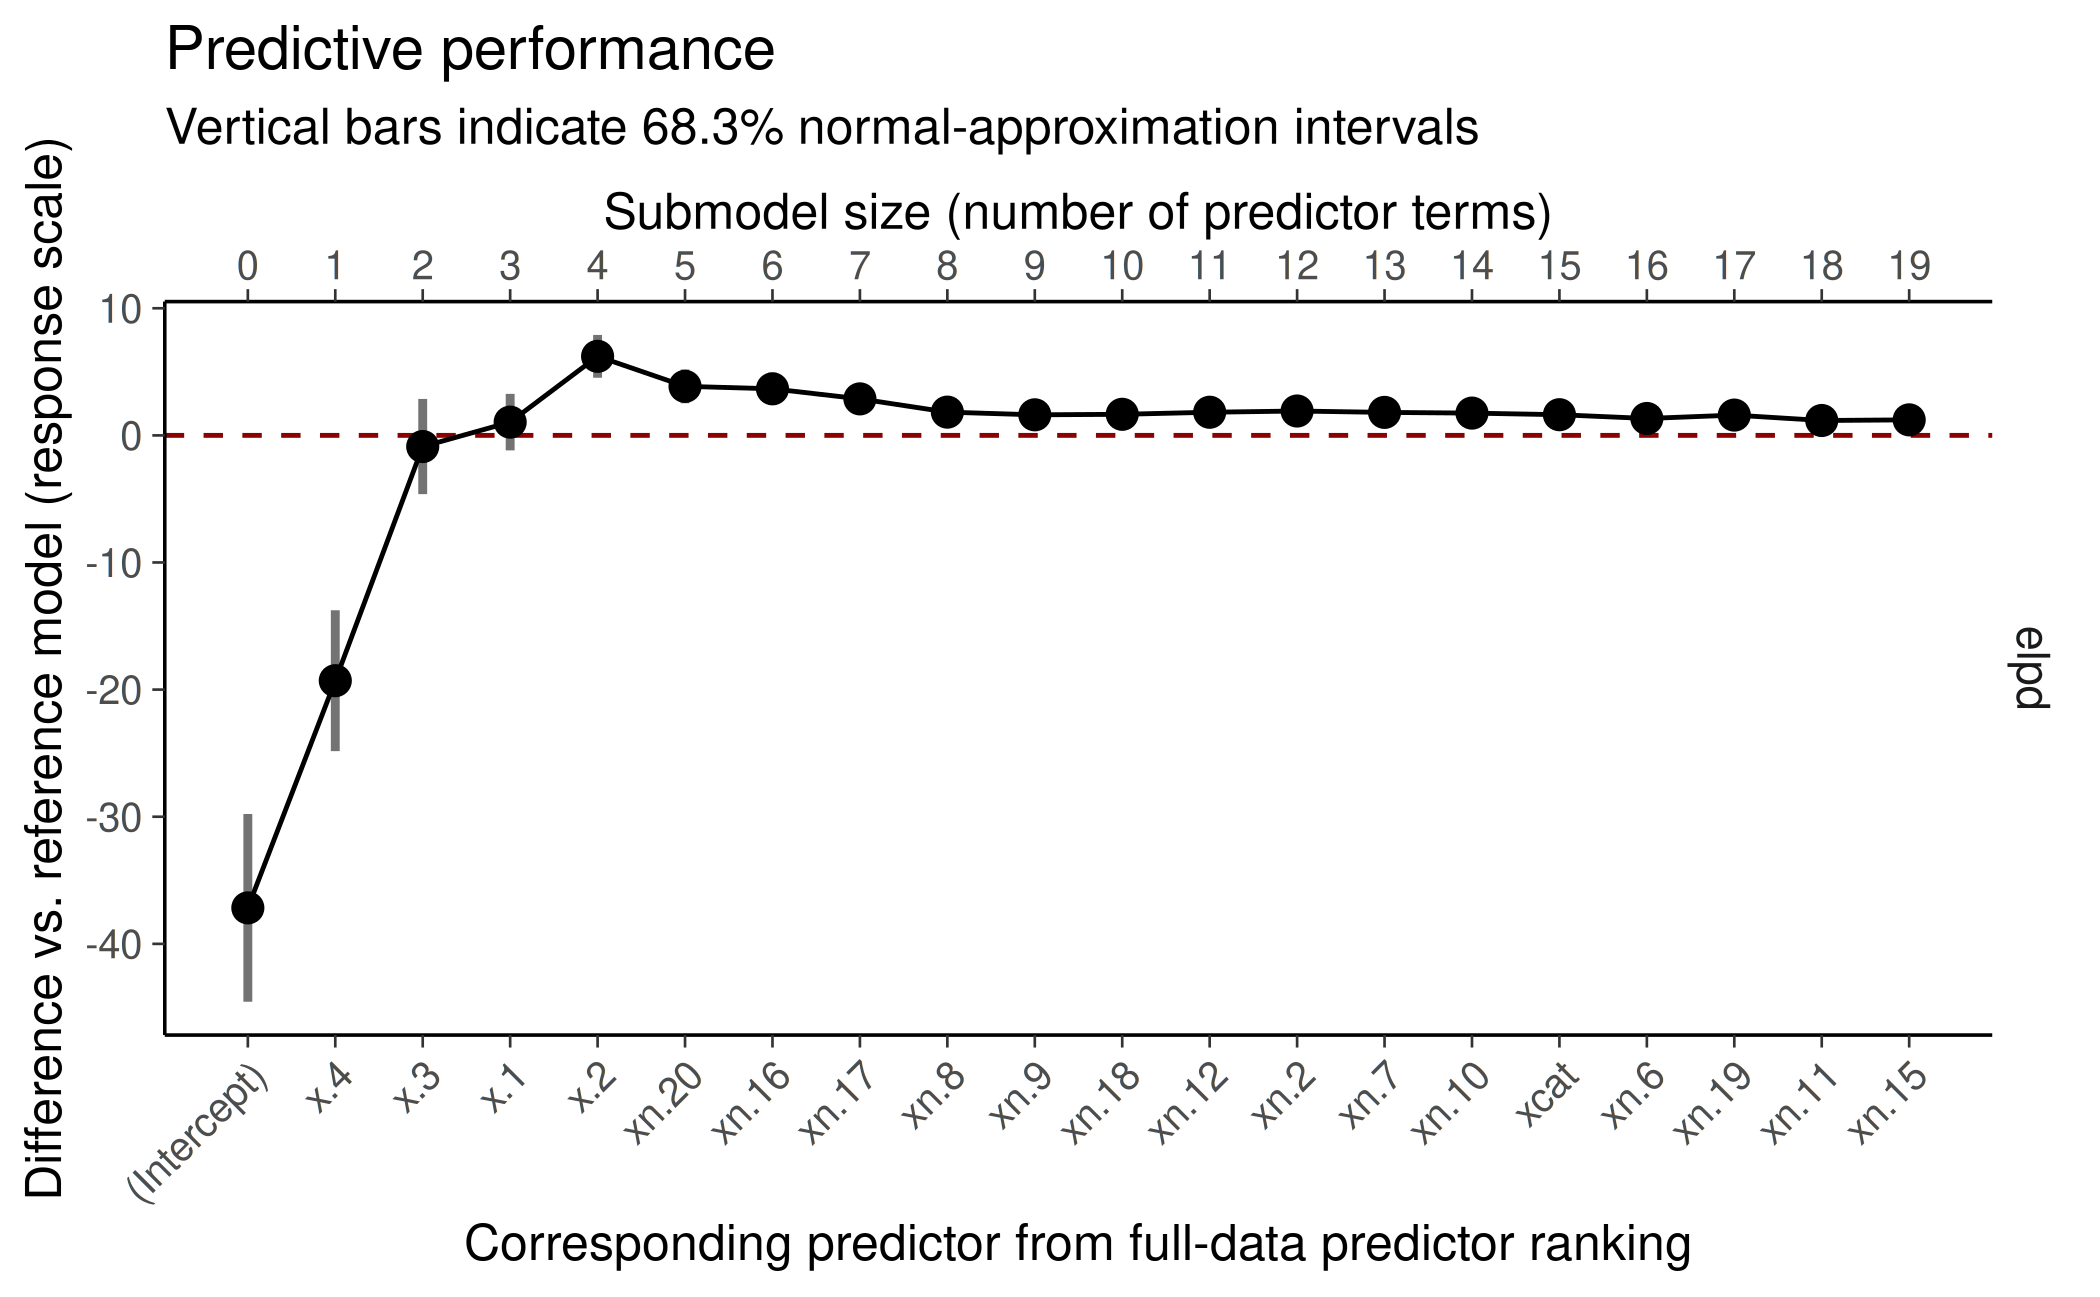 Predictive performance
Vertical bars indicate 68.3% normal-approximation intervals
Submodel size (number of predictor terms)
0 1 2 3 4 5 6 7 8 9 10 11 12 13 14 15 16 17 18 19
Difference vs. reference model (response scale)
10
0
-10
-20
-30
-40
elpd
(Intercept) x.4 x.3 x.1 x.2 xn.20 xn.16 xn.17 xn.8 xn.9 xn.18 xn.12 xn.2 xn.7 xn.10 xcat xn.6 xn.19 xn.11 xn.15
Corresponding predictor from full-data predictor ranking